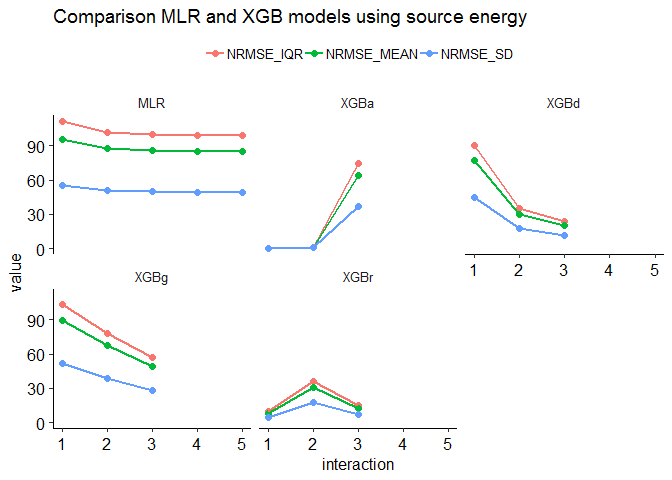 Comparison MLR and XGB models using source energy
NRMSE_IQR NRMSE_MEAN NRMSE_SD
MLR XGBa XGBd
90
60
30
0
1 2 3 4 5
value
XGBg XGBr
90
60
30
0
1 2 3 4 5 1 2 3 4 5
interaction